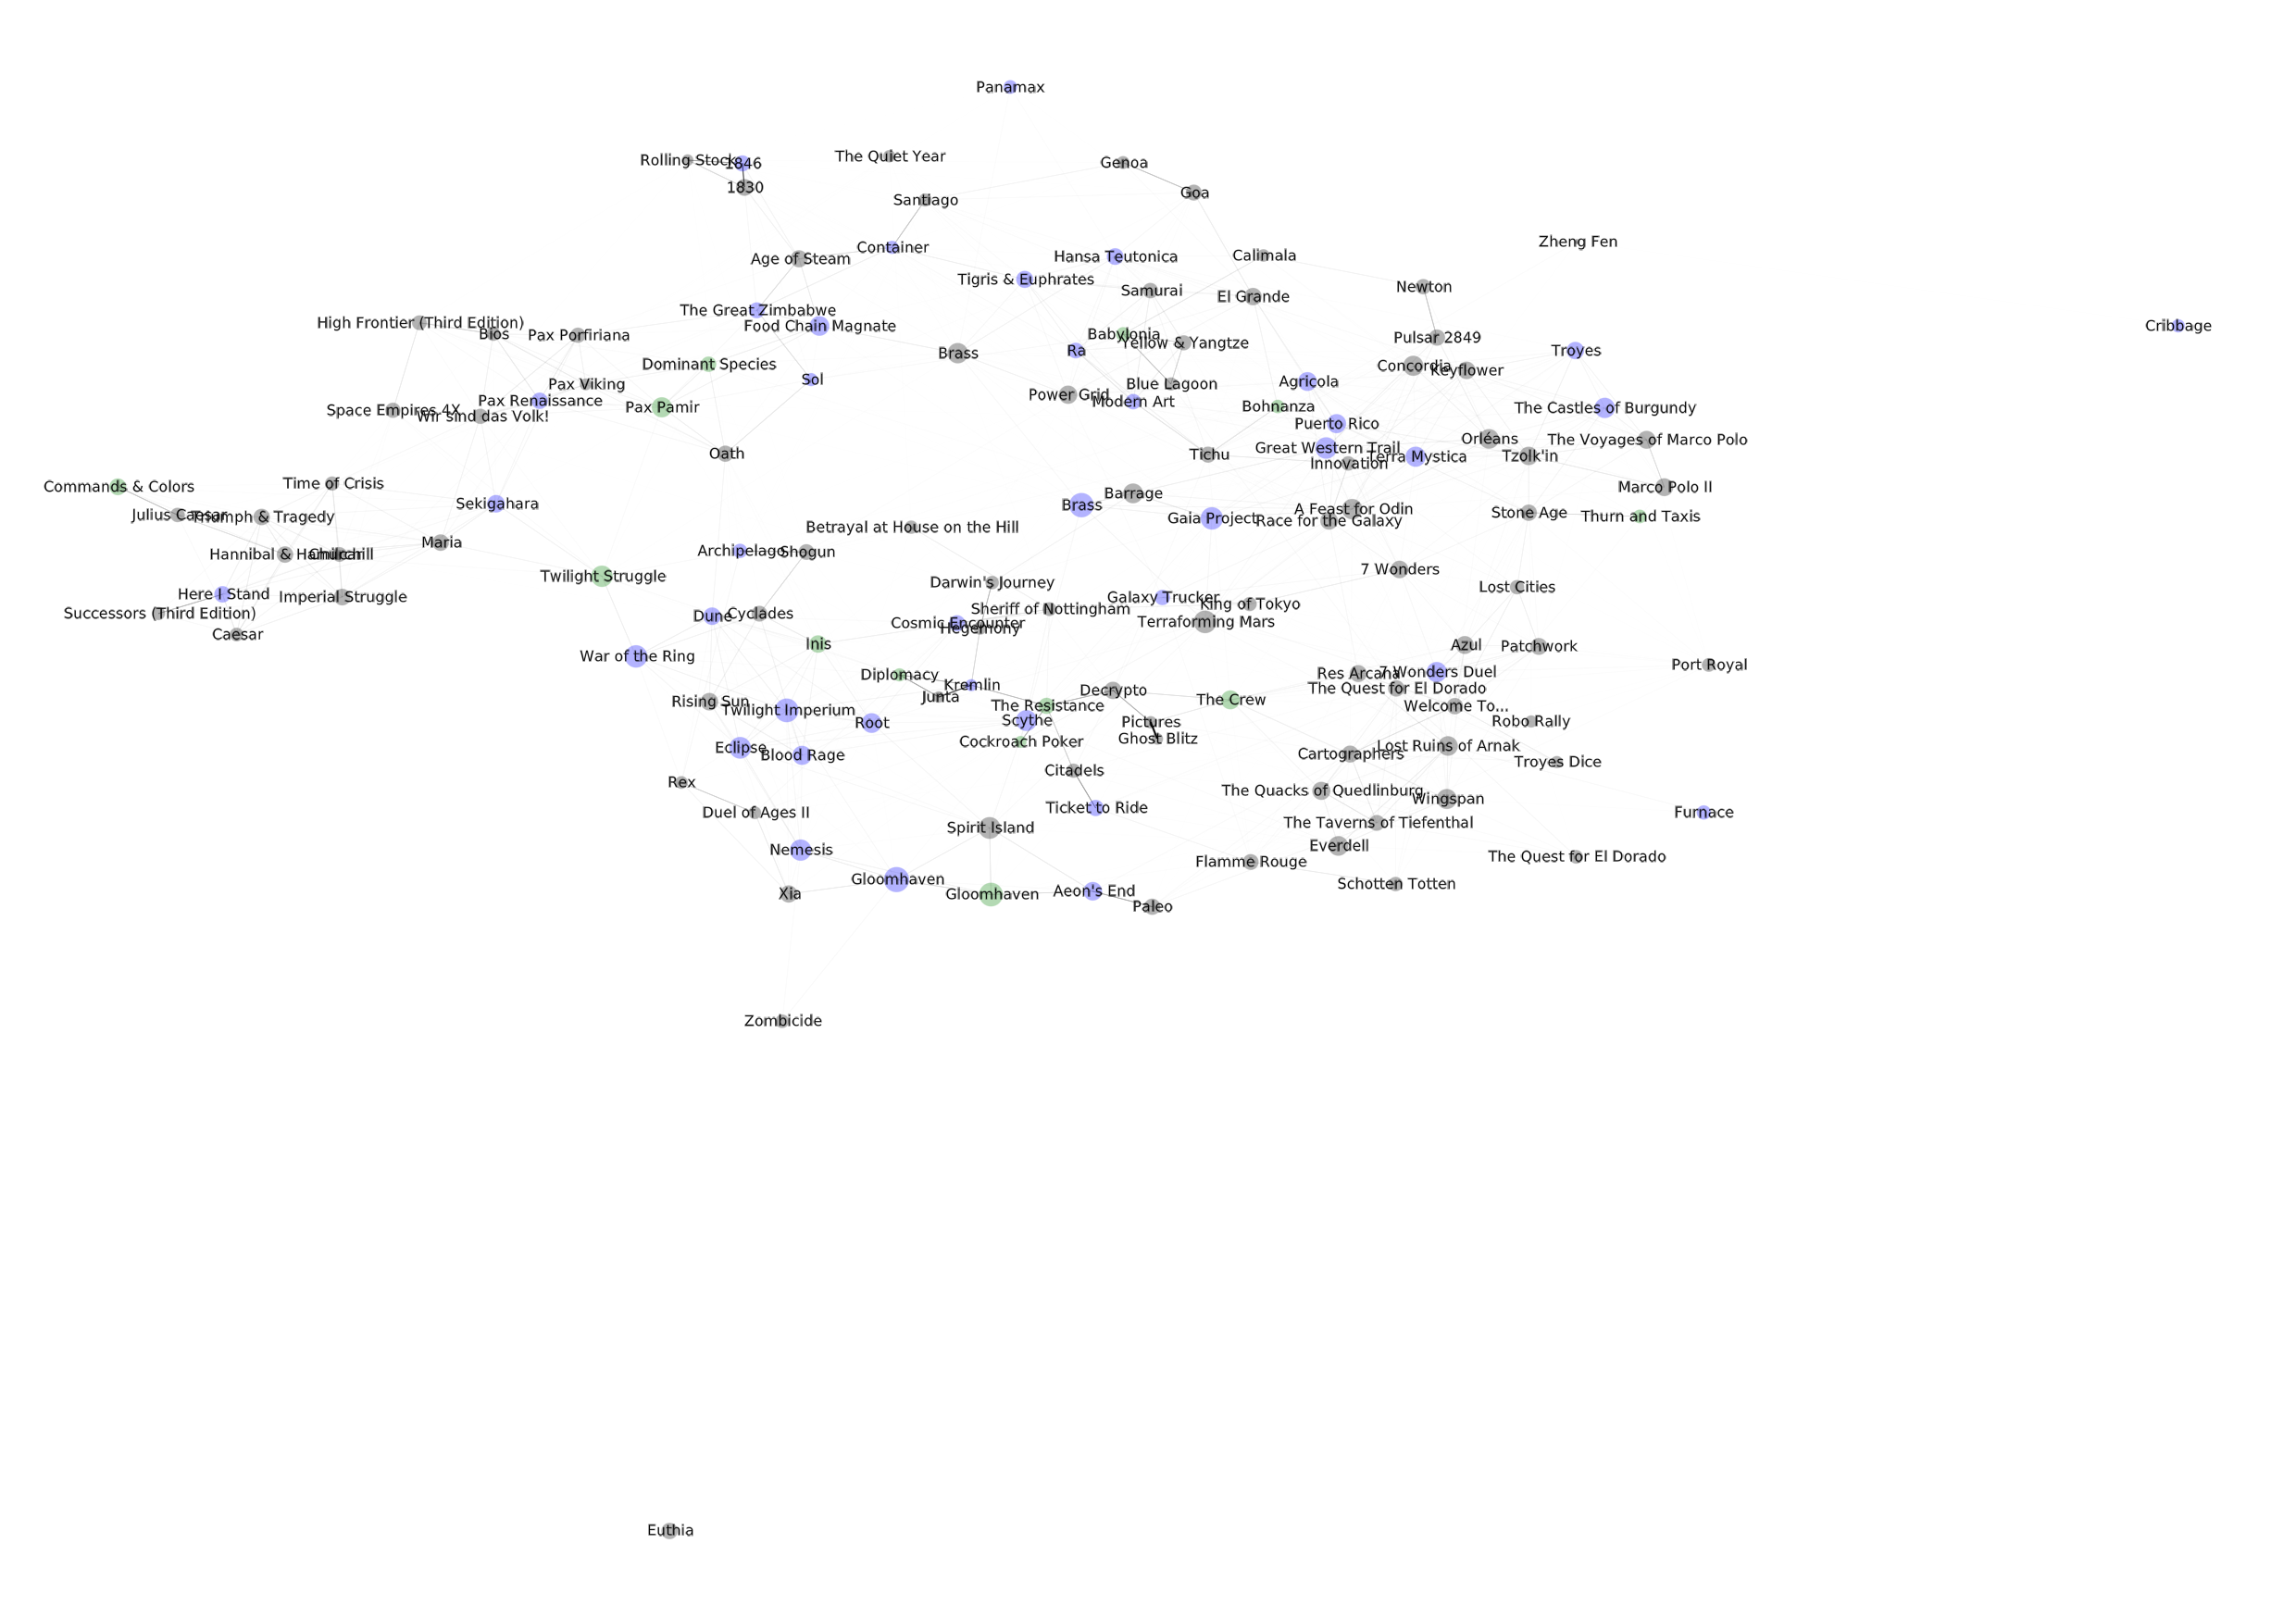 Panamax
Rolling Stock
1846
The Quiet Year
Genoa
1830
Santiago
Goa
Zheng Fen
Container
Age of Steam
Hansa Teutonica
Calimala
Tigris & Euphrates
Samurai
El Grande
Newton
The Great Zimbabwe
High Frontier (Third Edition)
Bios
Pax Porfiriana
Food Chain Magnate
Cribbage
Babylonia
Yellow & Yangtze
Pulsar 2849
Brass
Ra
Troyes
Dominant Species
Concordia
Keyflower
Pax Viking
Sol
Blue Lagoon
Agricola
Power Grid
Modern Art
Pax Renaissance
Space Empires 4X
Wir sind das Volk!
Pax Pamir
Bohnanza
The Castles of Burgundy
Puerto Rico
Orléans
The Voyages of Marco Polo
Oath
Tichu
Great Western Trail
Innovation
Terra Mystica
Tzolk'in
Commands & Colors
Time of Crisis
Marco Polo II
Barrage
Sekigahara
Brass
A Feast for Odin
Julius Caesar
Triumph & Tragedy
Gaia Project
Race for the Galaxy
Stone Age
Thurn and Taxis
Betrayal at House on the Hill
Maria
Hannibal & Hamilcar
Churchill
Archipelago
Shogun
Twilight Struggle
Darwin's Journey
7 Wonders
Lost Cities
Here I Stand
Imperial Struggle
Galaxy Trucker
King of Tokyo
Successors (Third Edition)
Dune
Cyclades
Sheriff of Nottingham
Cosmic Encounter
Hegemony
Terraforming Mars
Caesar
Inis
War of the Ring
Azul
Patchwork
Port Royal
Diplomacy
Kremlin
Junta
Decrypto
The Crew
Res Arcana
7 Wonders Duel
The Quest for El Dorado
Rising Sun
Twilight Imperium
Root
The Resistance
Scythe
Pictures
Welcome To...
Robo Rally
Eclipse
Blood Rage
Cockroach Poker
Ghost Blitz
Cartographers
Lost Ruins of Arnak
Troyes Dice
Rex
Citadels
The Quacks of Quedlinburg
Wingspan
Duel of Ages II
Ticket to Ride
Furnace
Spirit Island
The Taverns of Tiefenthal
Nemesis
Everdell
Flamme Rouge
The Quest for El Dorado
Gloomhaven
Gloomhaven
Xia
Aeon's End
Schotten Totten
Paleo
Zombicide
Euthia